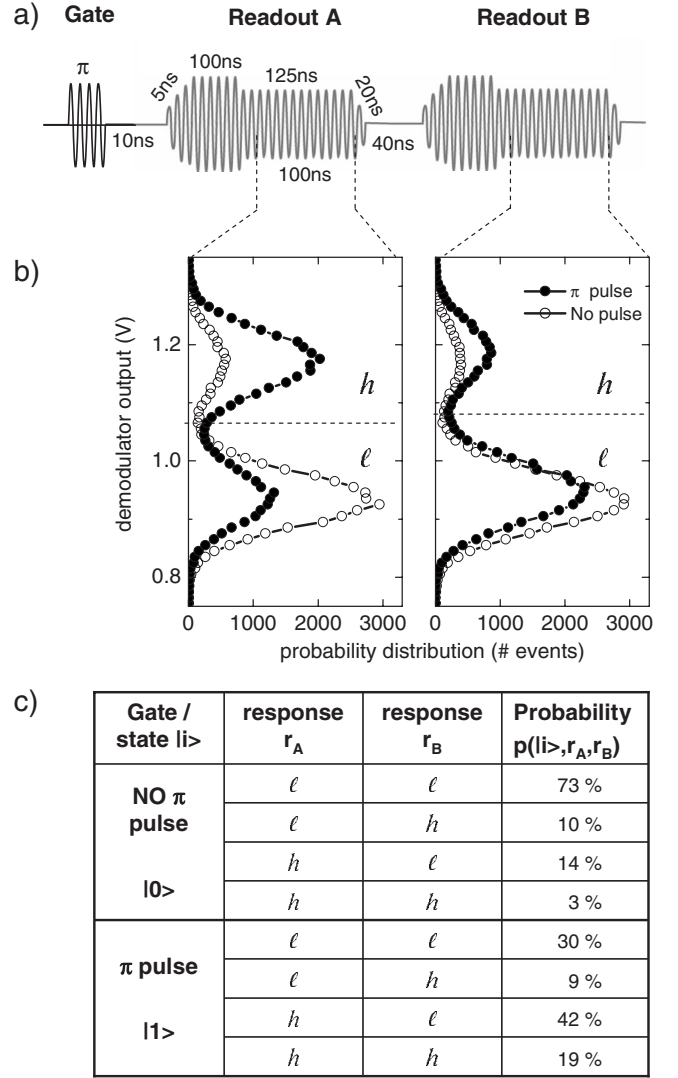 a)
Gate
Readout A
Readout B
π
5ns
100ns
125ns
20ns
10ns
100ns
40ns
b)
demodulator output (V)
1.2
1.0
0.8
h
ℓ
π pulse
No pulse
h
ℓ
0 1000 2000 3000
0 1000 2000 3000
probability distribution (# events)
c)
Gate / state |i> response r_A response r_B Probability p(|i>,r_A,r_B)
NO π pulse |0>
ℓ ℓ 73 %
ℓ h 10 %
h ℓ 14 %
h h 3 %
π pulse |1>
ℓ ℓ 30 %
ℓ h 9 %
h ℓ 42 %
h h 19 %